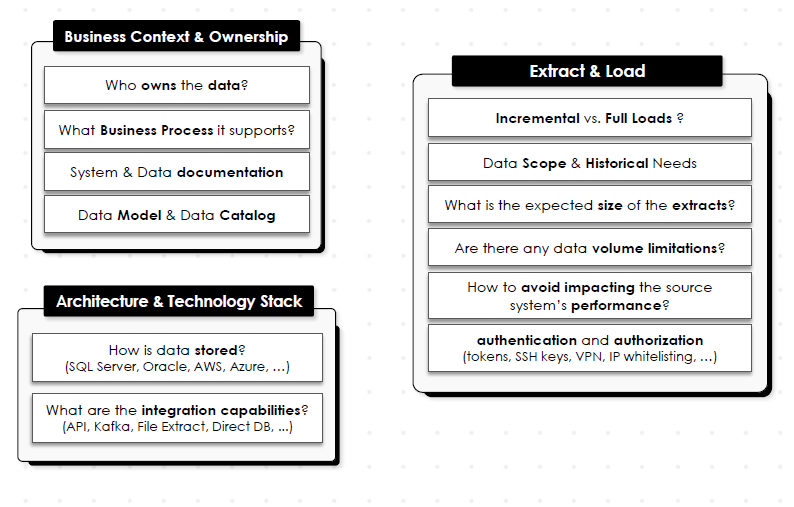 Business Context & Ownership
Who owns the data?
What Business Process it supports?
System & Data documentation
Data Model & Data Catalog
Architecture & Technology Stack
How is data stored?
(SQL Server, Oracle, AWS, Azure, …)
What are the integration capabilities?
(API, Kafka, File Extract, Direct DB, ...)
Extract & Load
Incremental vs. Full Loads ?
Data Scope & Historical Needs
What is the expected size of the extracts?
Are there any data volume limitations?
How to avoid impacting the source
system's performance?
authentication and authorization
(tokens, SSH keys, VPN, IP whitelisting, …)